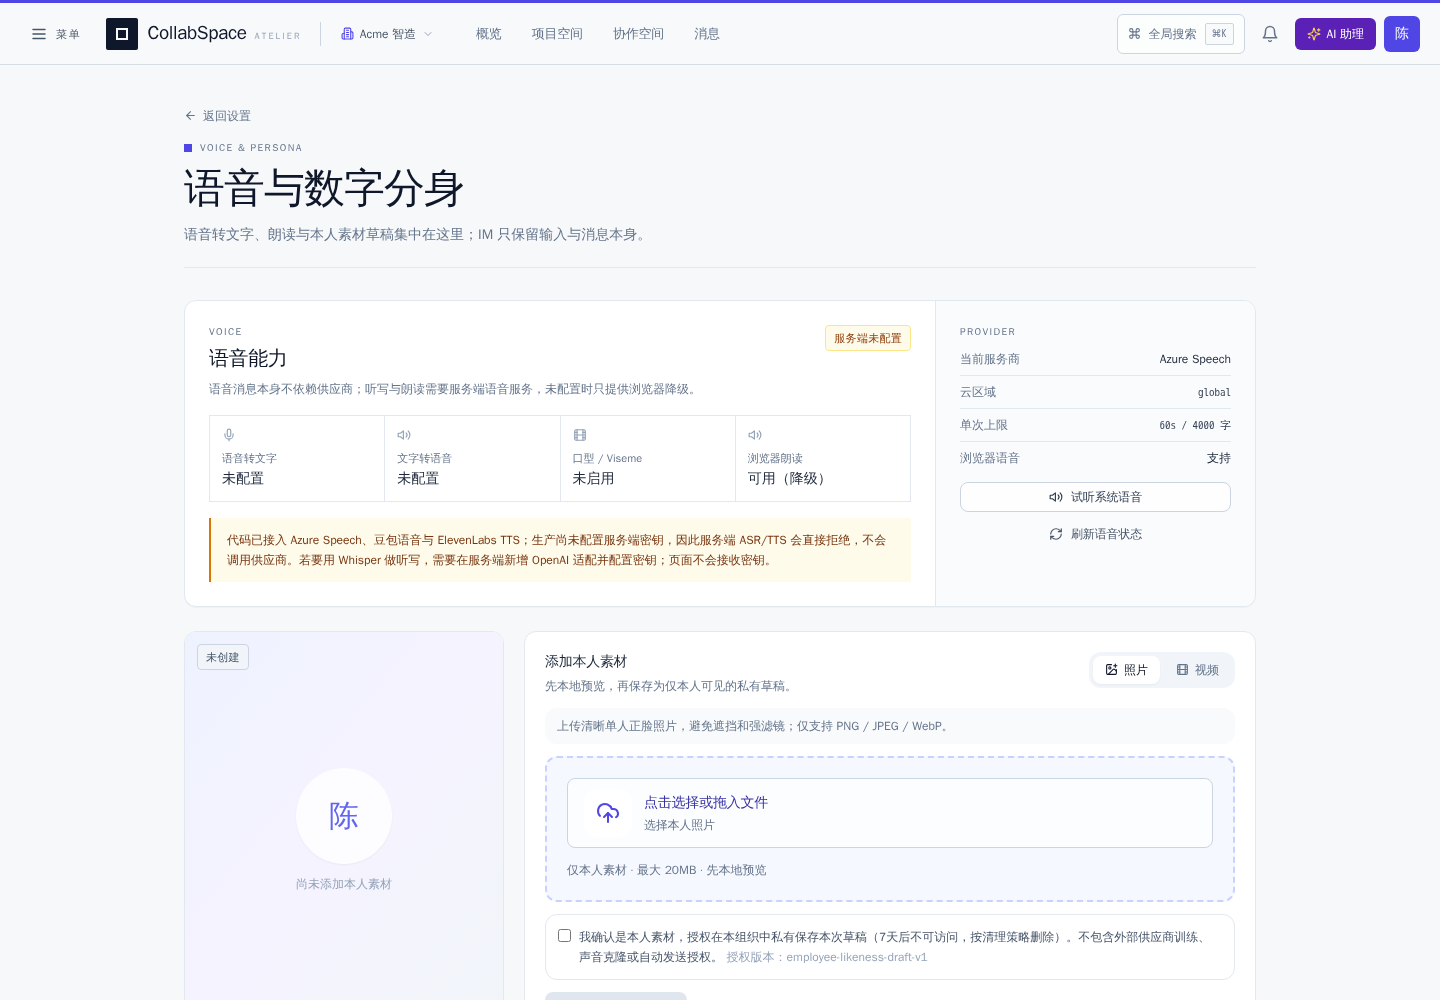 菜单
CollabSpace ATELIER
Acme 智造
概览
项目空间
协作空间
消息
⌘ 全局搜索 ⌘K
AI 助理
陈
返回设置
VOICE & PERSONA
语音与数字分身
语音转文字、朗读与本人素材草稿集中在这里；IM 只保留输入与消息本身。
VOICE
服务端未配置
语音能力
语音消息本身不依赖供应商；听写与朗读需要服务端语音服务，未配置时只提供浏览器降级。
语音转文字
未配置
文字转语音
未配置
口型 / Viseme
未启用
浏览器朗读
可用（降级）
代码已接入 Azure Speech、豆包语音与 ElevenLabs TTS；生产尚未配置服务端密钥，因此服务端 ASR/TTS 会直接拒绝，不会
调用供应商。若要用 Whisper 做听写，需要在服务端新增 OpenAI 适配并配置密钥；页面不会接收密钥。
PROVIDER
当前服务商 Azure Speech
云区域 global
单次上限 60s / 4000 字
浏览器语音 支持
试听系统语音
刷新语音状态
未创建
陈
尚未添加本人素材
添加本人素材
先本地预览，再保存为仅本人可见的私有草稿。
照片
视频
上传清晰单人正脸照片，避免遮挡和强滤镜；仅支持 PNG / JPEG / WebP。
点击选择或拖入文件
选择本人照片
仅本人素材 · 最大 20MB · 先本地预览
我确认是本人素材，授权在本组织中私有保存本次草稿（7天后不可访问，按清理策略删除）。不包含外部供应商训练、
声音克隆或自动发送授权。 授权版本：employee-likeness-draft-v1